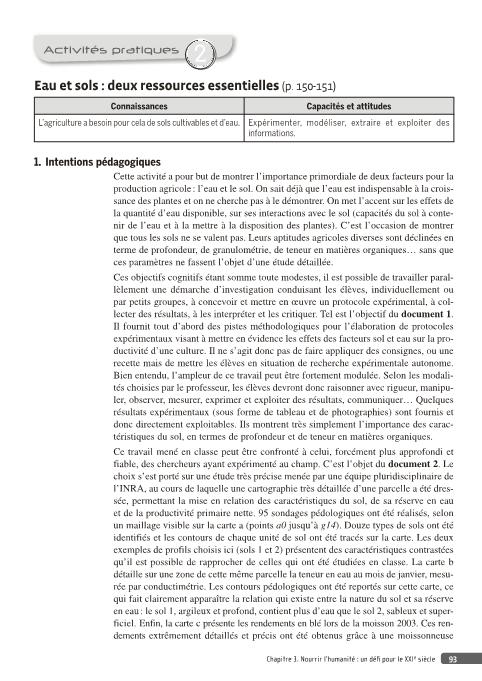 Activités pratiques 2
Eau et sols : deux ressources essentielles (p. 150-151)
Connaissances
Capacités et attitudes
L'agriculture a besoin pour cela de sols cultivables et d'eau.
Expérimenter, modéliser, extraire et exploiter des
informations.
1. Intentions pédagogiques
Cette activité a pour but de montrer l'importance primordiale de deux facteurs pour la
production agricole : l'eau et le sol. On sait déjà que l'eau est indispensable à la crois-
sance des plantes et on ne cherche pas à le démontrer. On met l'accent sur les effets de
la quantité d'eau disponible, sur ses interactions avec le sol (capacités du sol à conte-
nir de l'eau et à la mettre à la disposition des plantes). C'est l'occasion de montrer
que tous les sols ne se valent pas. Leurs aptitudes agricoles diverses sont déclinées en
terme de profondeur, de granulométrie, de teneur en matières organiques… sans que
ces paramètres ne fassent l'objet d'une étude détaillée.
Ces objectifs cognitifs étant somme toute modestes, il est possible de travailler paral-
lèlement une démarche d'investigation conduisant les élèves, individuellement ou
par petits groupes, à concevoir et mettre en œuvre un protocole expérimental, à col-
lecter des résultats, à les interpréter et les critiquer. Tel est l'objectif du document 1.
Il fournit tout d'abord des pistes méthodologiques pour l'élaboration de protocoles
expérimentaux visant à mettre en évidence les effets des facteurs sol et eau sur la pro-
ductivité d'une culture. Il ne s'agit donc pas de faire appliquer des consignes, ou une
recette mais de mettre les élèves en situation de recherche expérimentale autonome.
Bien entendu, l'ampleur de ce travail peut être fortement modulée. Selon les modali-
tés choisies par le professeur, les élèves devront donc raisonner avec rigueur, manipu-
ler, observer, mesurer, exprimer et exploiter des résultats, communiquer… Quelques
résultats expérimentaux (sous forme de tableau et de photographies) sont fournis et
donc directement exploitables. Ils montrent très simplement l'importance des carac-
téristiques du sol, en termes de profondeur et de teneur en matières organiques.
Ce travail mené en classe peut être confronté à celui, forcément plus approfondi et
fiable, des chercheurs ayant expérimenté au champ. C'est l'objet du document 2. Le
choix s'est porté sur une étude très précise menée par une équipe pluridisciplinaire de
l'INRA, au cours de laquelle une cartographie très détaillée d'une parcelle a été dres-
sée, permettant la mise en relation des caractéristiques du sol, de sa réserve en eau
et de la productivité primaire nette. 95 sondages pédologiques ont été réalisés, selon
un maillage visible sur la carte a (points a0 jusqu'à g14). Douze types de sols ont été
identifiés et les contours de chaque unité de sol ont été tracés sur la carte. Les deux
exemples de profils choisis ici (sols 1 et 2) présentent des caractéristiques contrastées
qu'il est possible de rapprocher de celles qui ont été étudiées en classe. La carte b
détaille sur une zone de cette même parcelle la teneur en eau au mois de janvier, mesu-
rée par conductimétrie. Les contours pédologiques ont été reportés sur cette carte, ce
qui fait clairement apparaître la relation qui existe entre la nature du sol et sa réserve
en eau : le sol 1, argileux et profond, contient plus d'eau que le sol 2, sableux et super-
ficiel. Enfin, la carte c présente les rendements en blé lors de la moisson 2003. Ces ren-
dements extrêmement détaillés et précis ont été obtenus grâce à une moissonneuse
Chapitre 3. Nourrir l'humanité : un défi pour le XXIe siècle 93